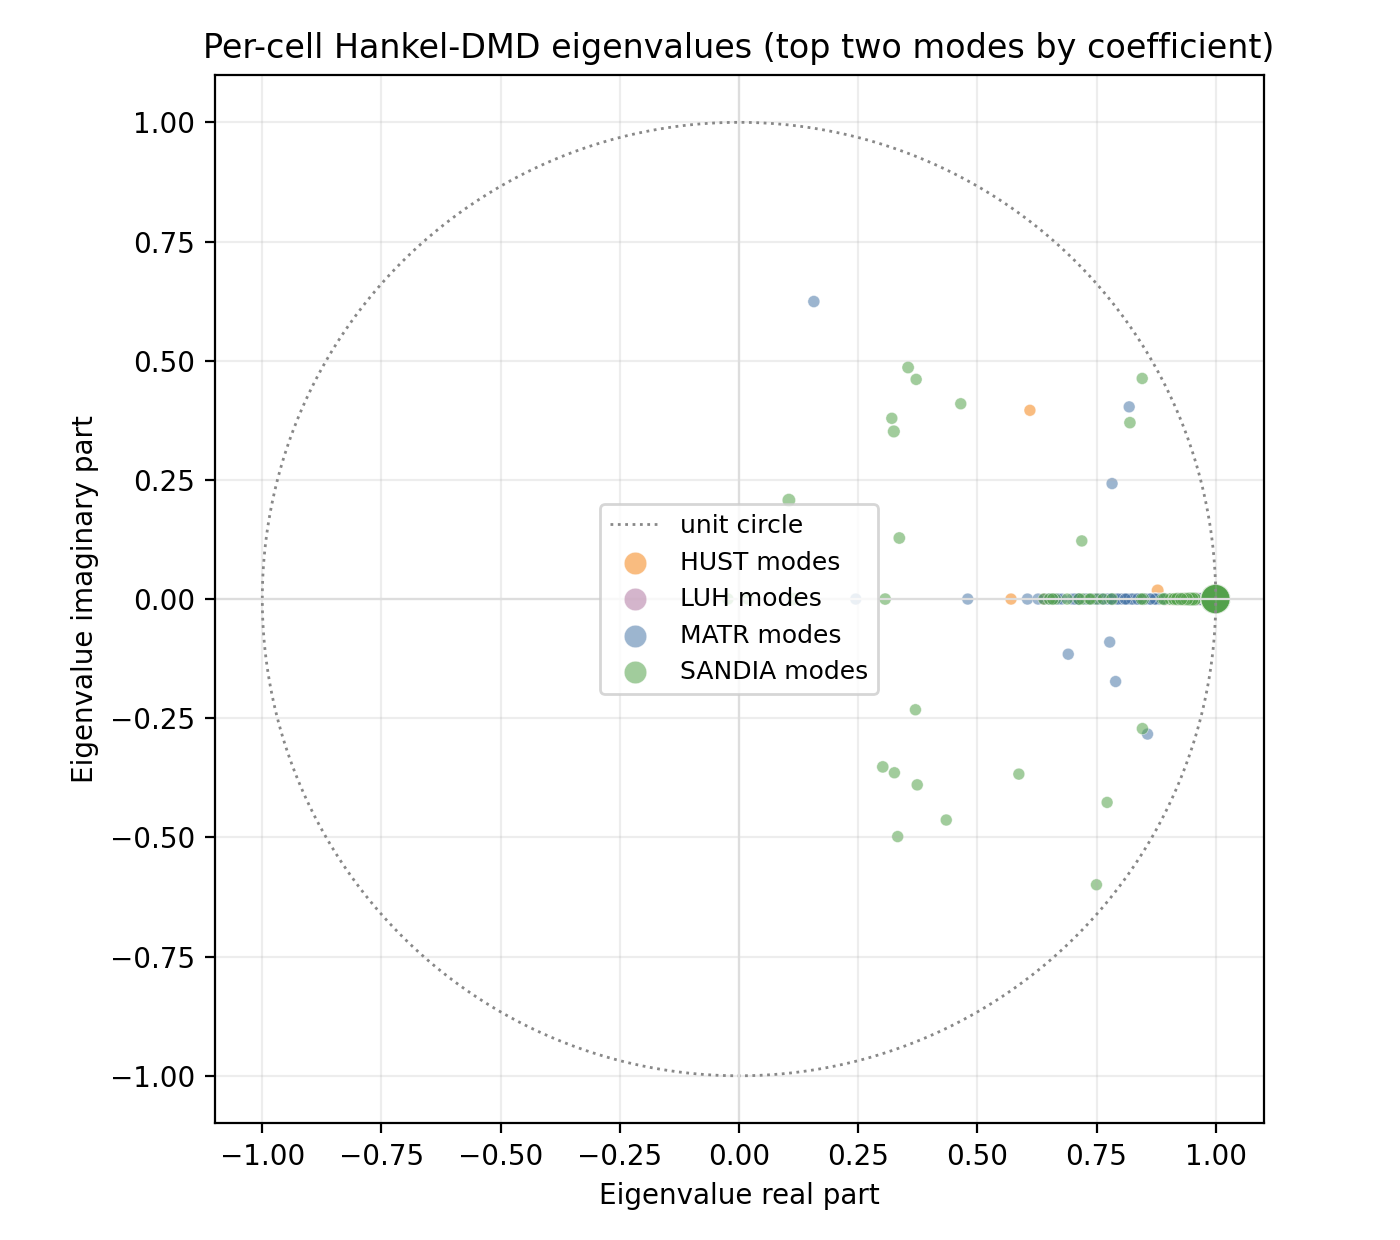 Per-cell Hankel-DMD eigenvalues (top two modes by coefficient)
1.00
0.75
0.50
0.25
0.00
−0.25
−0.50
−0.75
−1.00
Eigenvalue imaginary part
unit circle
HUST modes
LUH modes
MATR modes
SANDIA modes
−1.00 −0.75 −0.50 −0.25 0.00 0.25 0.50 0.75 1.00
Eigenvalue real part